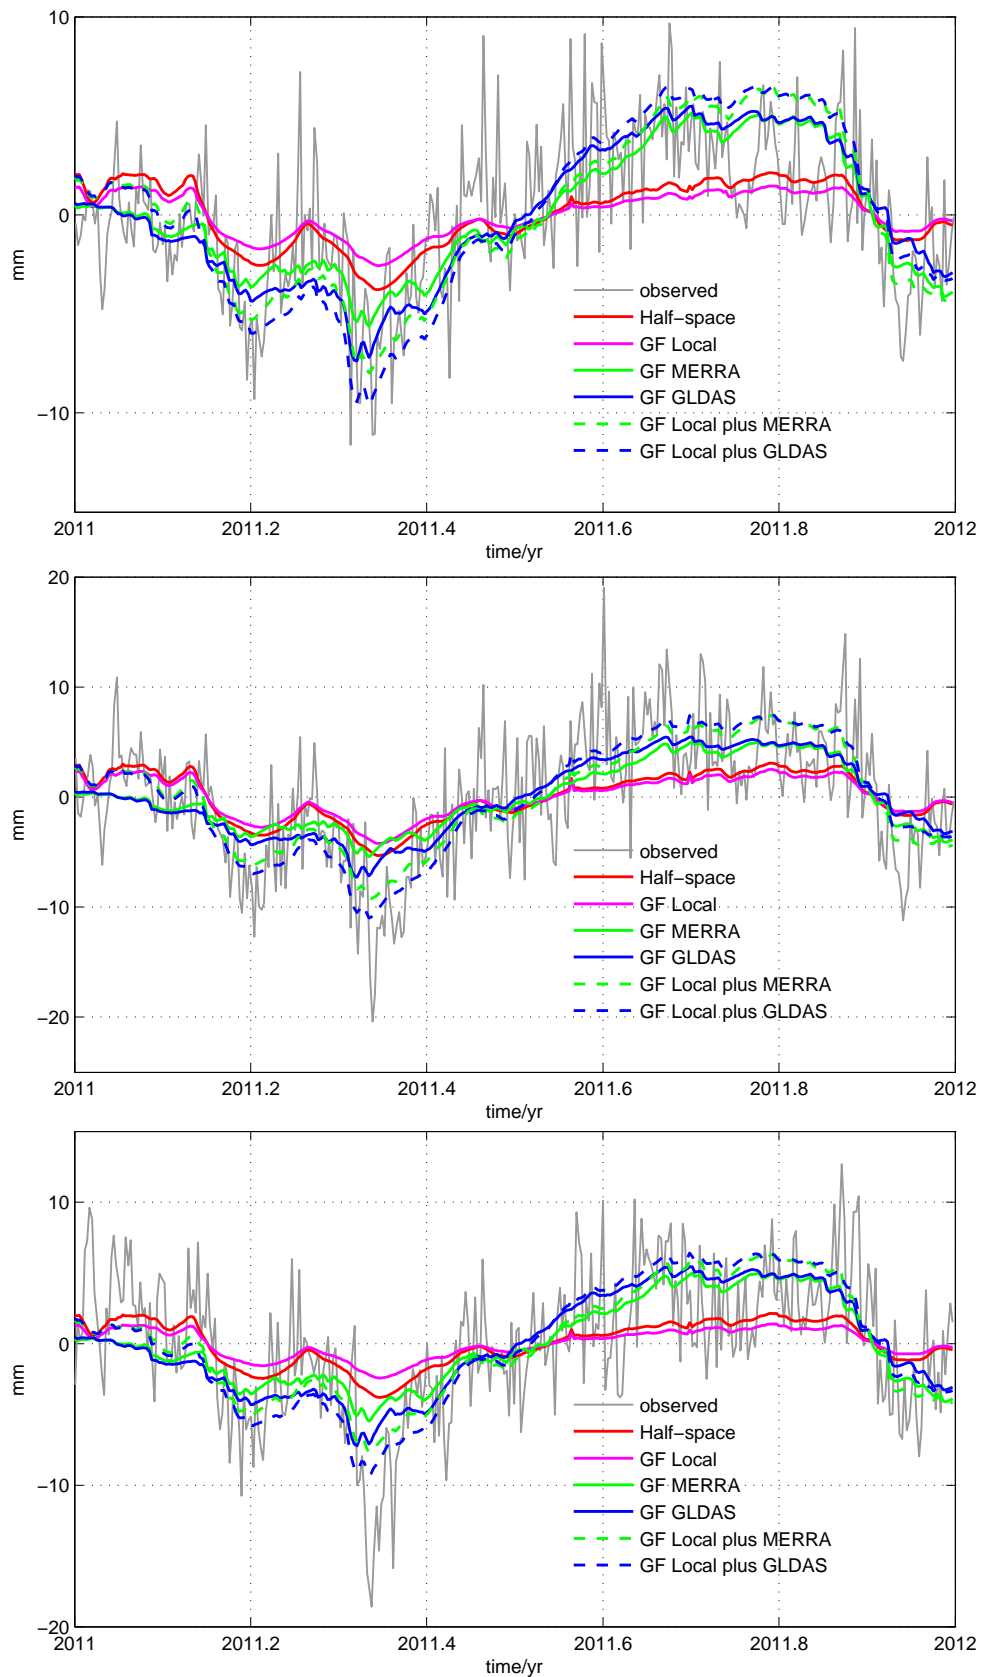 10
0
−10
mm
2011
2011.2
2011.4
2011.6
2011.8
2012
time/yr
observed
Half−space
GF Local
GF MERRA
GF GLDAS
GF Local plus MERRA
GF Local plus GLDAS
20
10
0
−10
−20
mm
2011
2011.2
2011.4
2011.6
2011.8
2012
time/yr
observed
Half−space
GF Local
GF MERRA
GF GLDAS
GF Local plus MERRA
GF Local plus GLDAS
10
0
−10
−20
mm
2011
2011.2
2011.4
2011.6
2011.8
2012
time/yr
observed
Half−space
GF Local
GF MERRA
GF GLDAS
GF Local plus MERRA
GF Local plus GLDAS